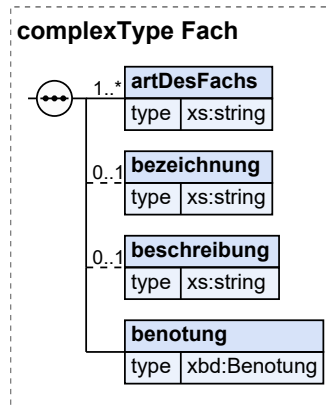 complexType Fach
1..* artDesFachs
type xs:string
0..1 bezeichnung
type xs:string
0..1 beschreibung
type xs:string
benotung
type xbd:Benotung